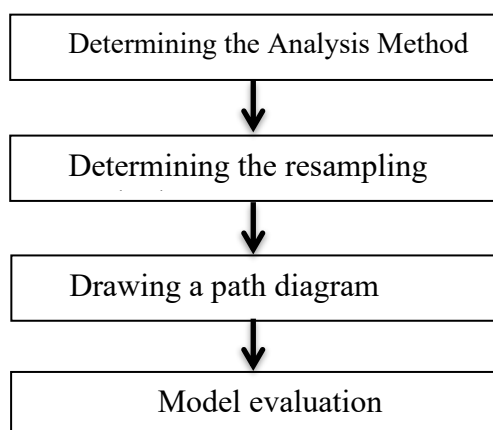 Determining the Analysis Method
Determining the resampling
Drawing a path diagram
Model evaluation